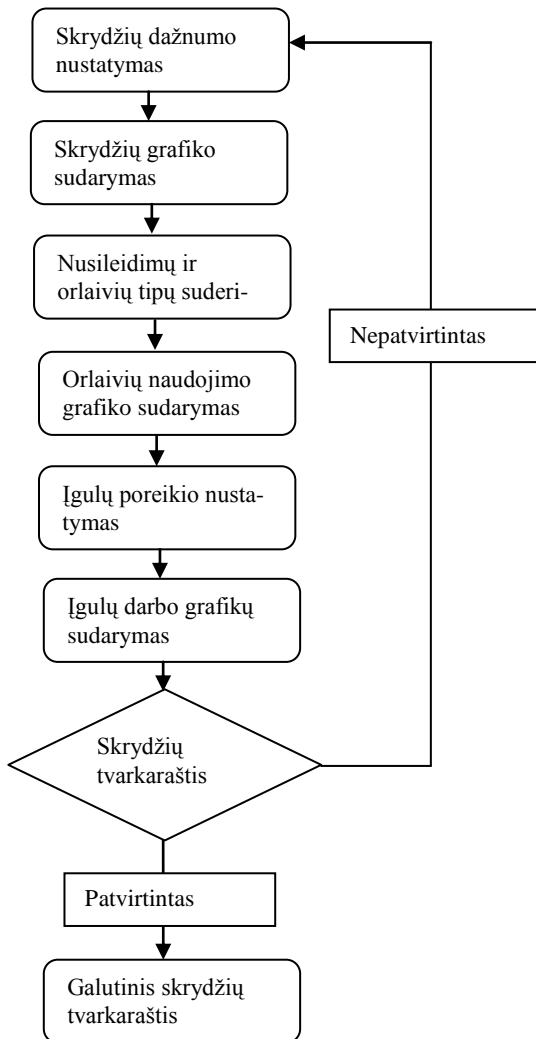 Skrydžių dažnumo
nustatymas
Skrydžių grafiko
sudarymas
Nusileidimų ir
orlaivių tipų suderi-
Nepatvirtintas
Orlaivių naudojimo
grafiko sudarymas
Įgulų poreikio nusta-
tymas
Įgulų darbo grafikų
sudarymas
Skrydžių
tvarkaraštis
Patvirtintas
Galutinis skrydžių
tvarkaraštis